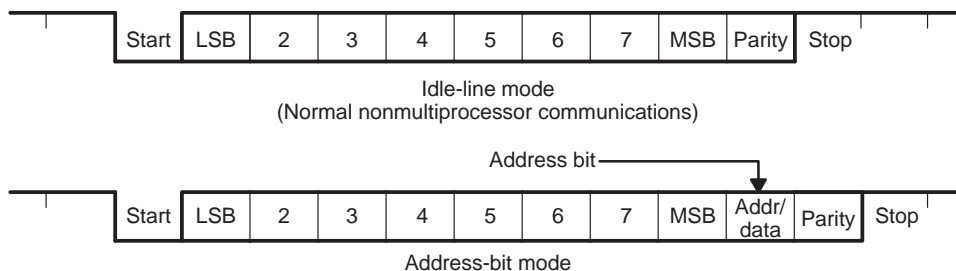 Start LSB 2 3 4 5 6 7 MSB Parity Stop
Idle-line mode
(Normal nonmultiprocessor communications)
Address bit
Start LSB 2 3 4 5 6 7 MSB Addr/ data Parity Stop
Address-bit mode